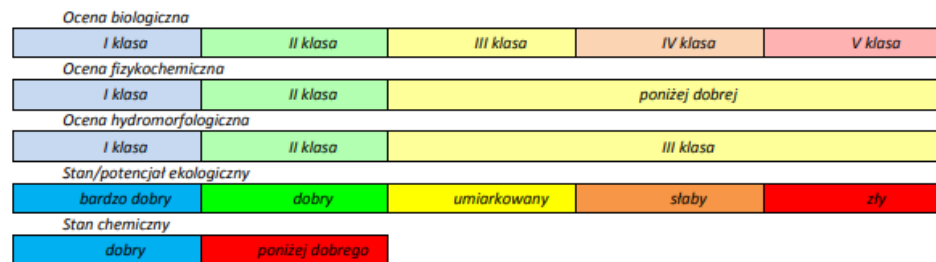 Ocena biologiczna
I klasa II klasa III klasa IV klasa V klasa
Ocena fizykochemiczna
I klasa II klasa poniżej dobrej
Ocena hydromorfologiczna
I klasa II klasa III klasa
Stan/potencjał ekologiczny
bardzo dobry dobry umiarkowany słaby zły
Stan chemiczny
dobry poniżej dobrego